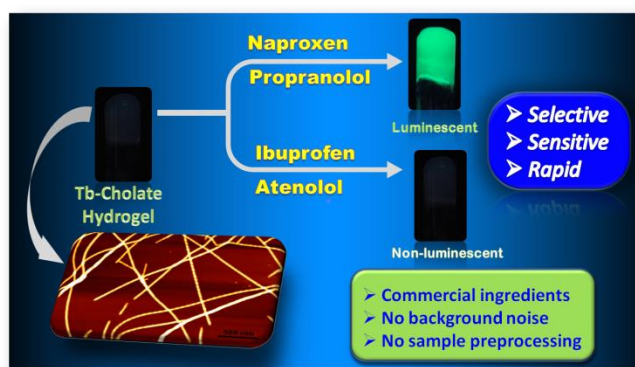 Naproxen
Propranolol
Luminescent
Tb-Cholate
Hydrogel
Ibuprofen
Atenolol
Non-luminescent
➢ Selective
➢ Sensitive
➢ Rapid
➢ Commercial ingredients
➢ No background noise
➢ No sample preprocessing